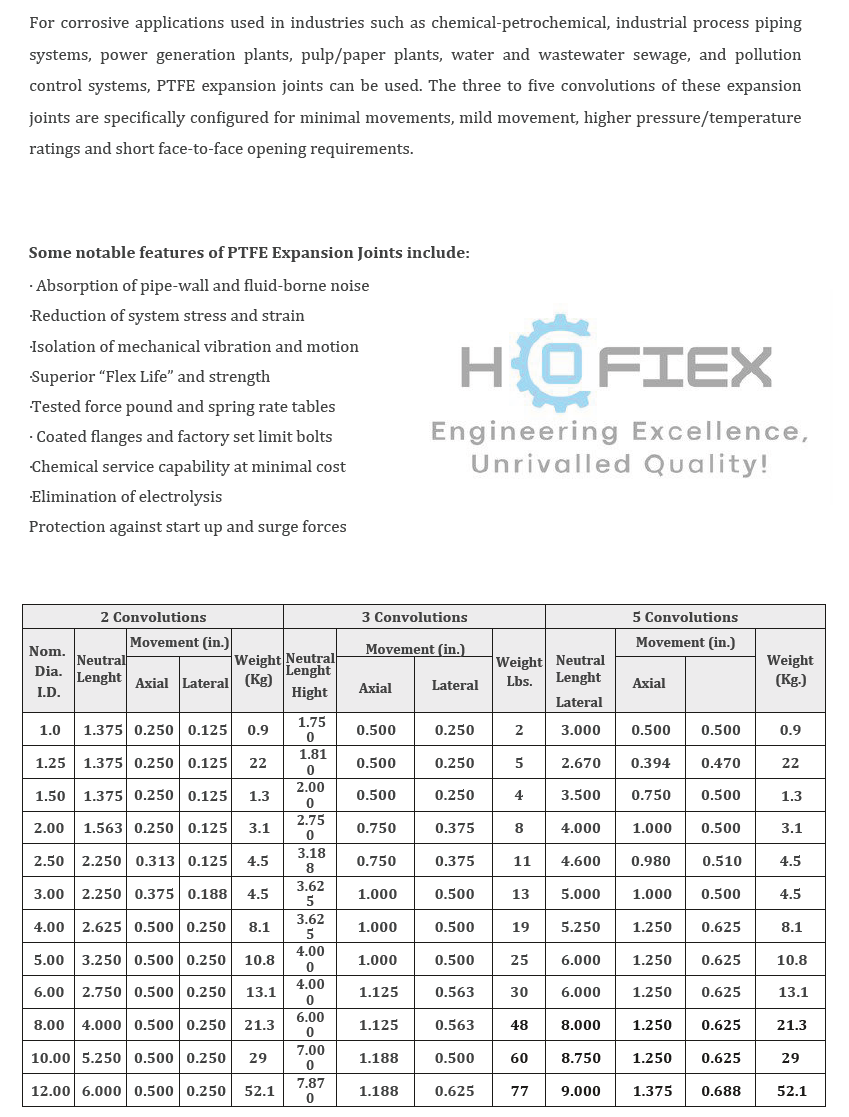 For corrosive applications used in industries such as chemical-petrochemical, industrial process piping
systems, power generation plants, pulp/paper plants, water and wastewater sewage, and pollution
control systems, PTFE expansion joints can be used. The three to five convolutions of these expansion
joints are specifically configured for minimal movements, mild movement, higher pressure/temperature
ratings and short face-to-face opening requirements.
Some notable features of PTFE Expansion Joints include:
· Absorption of pipe-wall and fluid-borne noise
·Reduction of system stress and strain
·Isolation of mechanical vibration and motion
·Superior “Flex Life” and strength
·Tested force pound and spring rate tables
· Coated flanges and factory set limit bolts
·Chemical service capability at minimal cost
·Elimination of electrolysis
Protection against start up and surge forces
HOFIEX
Engineering Excellence,
Unrivalled Quality!
2 Convolutions 3 Convolutions 5 Convolutions
Nom. Dia. I.D. Neutral Lenght Movement (in.) Weight (Kg) Neutral Lenght Hight Movement (in.) Weight Lbs. Neutral Lenght Lateral Movement (in.) Weight (Kg.)
Axial Lateral Axial Lateral Axial
1.0 1.375 0.250 0.125 0.9 1.750 0.500 0.250 2 3.000 0.500 0.500 0.9
1.25 1.375 0.250 0.125 22 1.810 0.500 0.250 5 2.670 0.394 0.470 22
1.50 1.375 0.250 0.125 1.3 2.000 0.500 0.250 4 3.500 0.750 0.500 1.3
2.00 1.563 0.250 0.125 3.1 2.750 0.750 0.375 8 4.000 1.000 0.500 3.1
2.50 2.250 0.313 0.125 4.5 3.188 0.750 0.375 11 4.600 0.980 0.510 4.5
3.00 2.250 0.375 0.188 4.5 3.625 1.000 0.500 13 5.000 1.000 0.500 4.5
4.00 2.625 0.500 0.250 8.1 3.625 1.000 0.500 19 5.250 1.250 0.625 8.1
5.00 3.250 0.500 0.250 10.8 4.000 1.000 0.500 25 6.000 1.250 0.625 10.8
6.00 2.750 0.500 0.250 13.1 4.000 1.125 0.563 30 6.000 1.250 0.625 13.1
8.00 4.000 0.500 0.250 21.3 6.000 1.125 0.563 48 8.000 1.250 0.625 21.3
10.00 5.250 0.500 0.250 29 7.000 1.188 0.500 60 8.750 1.250 0.625 29
12.00 6.000 0.500 0.250 52.1 7.870 1.188 0.625 77 9.000 1.375 0.688 52.1